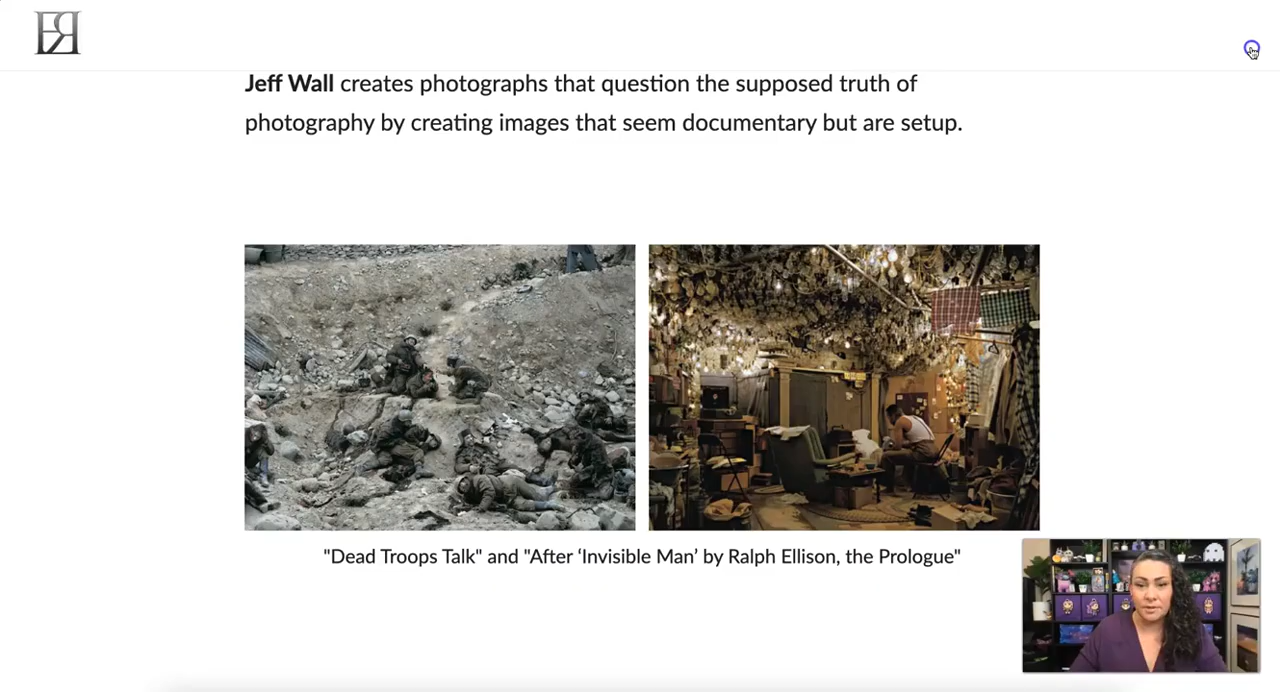 Jeff Wall creates photographs that question the supposed truth of
photography by creating images that seem documentary but are setup.
"Dead Troops Talk" and "After ‘Invisible Man’ by Ralph Ellison, the Prologue"